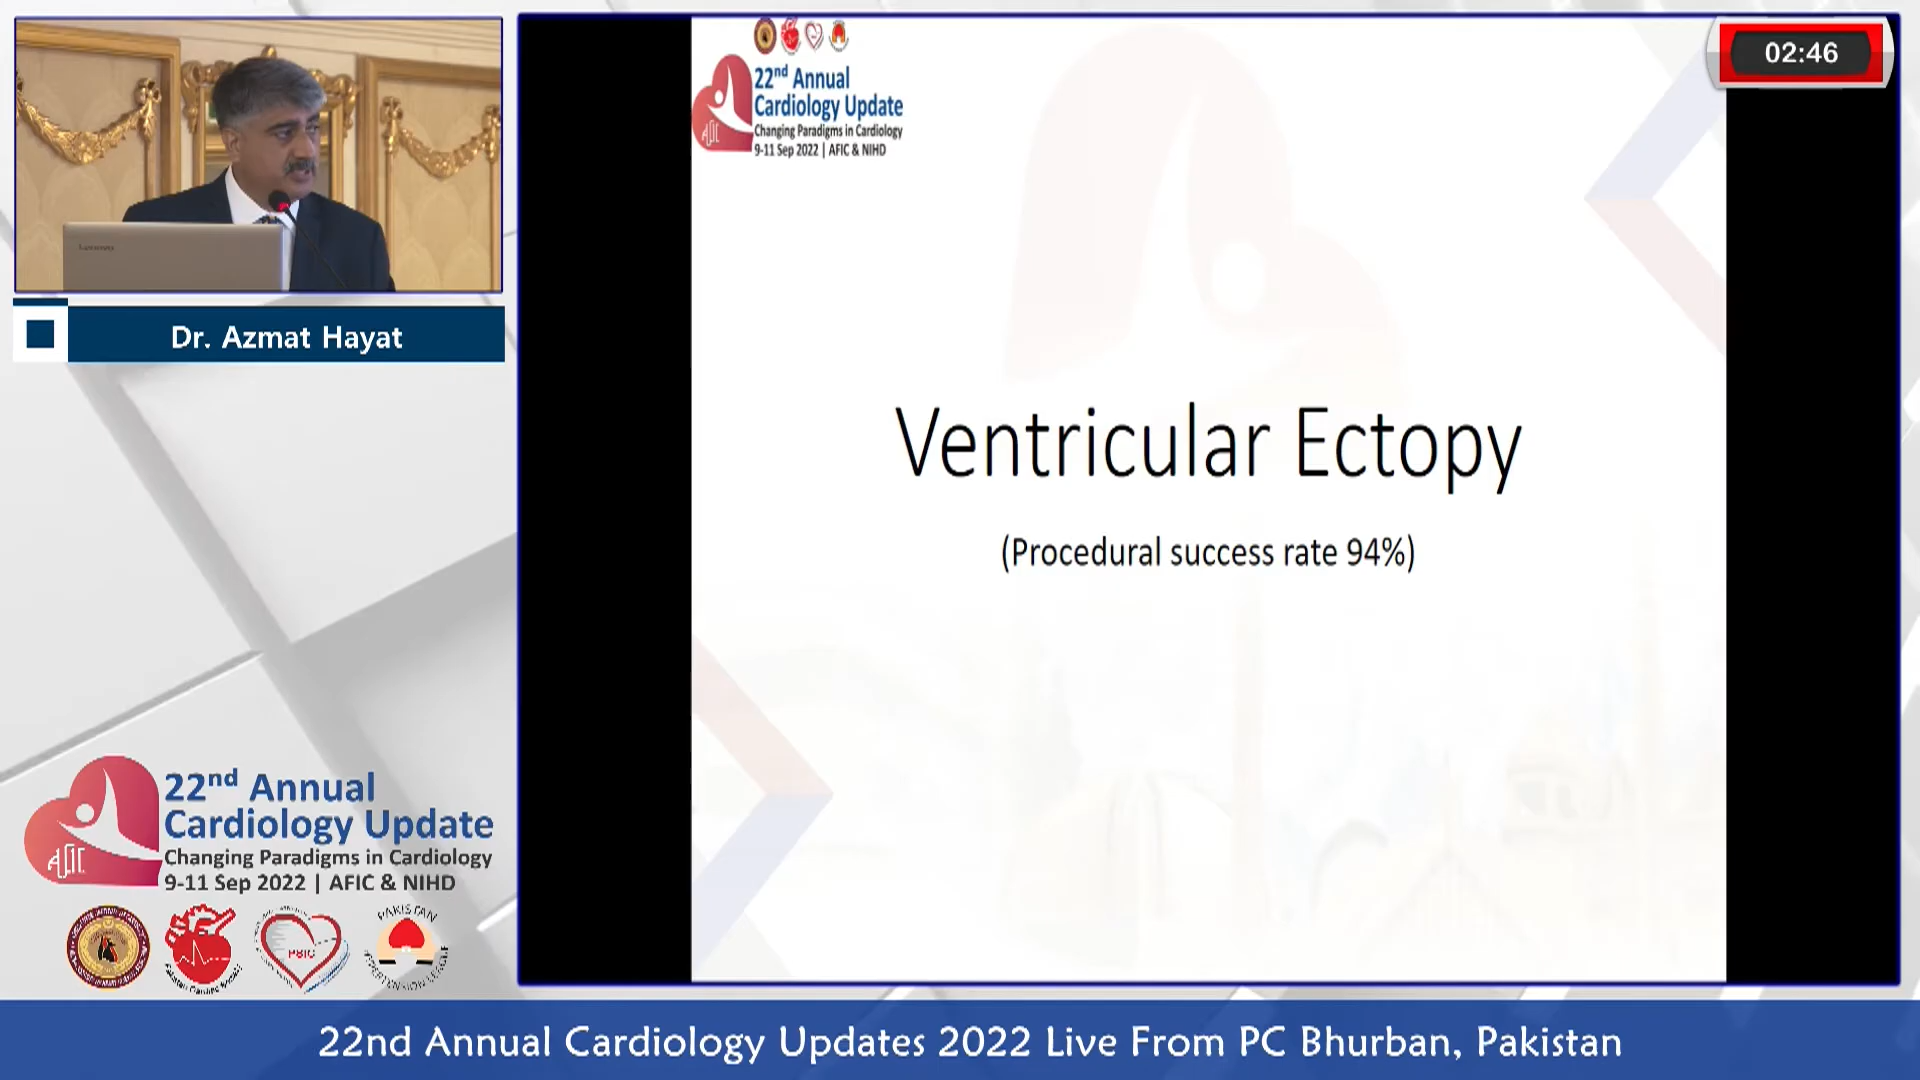 Lenovo
Dr. Azmat Hayat
22nd Annual
Cardiology Update
Changing Paradigms in Cardiology
9-11 Sep 2022 | AFIC & NIHD
02:46
Ventricular Ectopy
(Procedural success rate 94%)
22nd Annual
Cardiology Update
Changing Paradigms in Cardiology
9-11 Sep 2022 | AFIC & NIHD
PAKISTAN
22nd Annual Cardiology Updates 2022 Live From PC Bhurban, Pakistan